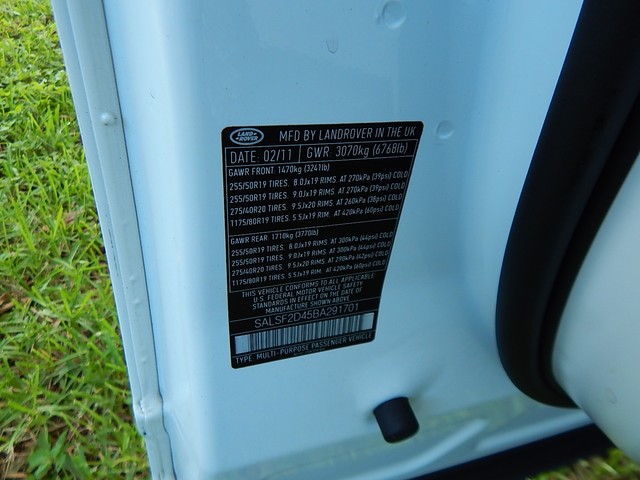 LAND ROVER MFD BY LANDROVER IN THE UK
DATE: 02/11 GWR: 3070kg (6768lb)
GAWR FRONT: 1470kg (3241lb)
255/50R19 TIRES. 8.0Jx19 RIMS. AT 270kPa (39psi) COLD
255/50R19 TIRES. 9.0Jx19 RIMS. AT 270kPa (39psi) COLD
275/40R20 TIRES. 9.5Jx20 RIMS. AT 260kPa (38psi) COLD
T175/80R19 TIRES. 5.5Jx19 RIM. AT 420kPa (60psi) COLD
GAWR REAR: 1710kg (3770lb)
255/50R19 TIRES. 8.0Jx19 RIMS. AT 300kPa (44psi) COLD
255/50R19 TIRES. 9.0Jx19 RIMS. AT 300kPa (44psi) COLD
275/40R20 TIRES. 9.5Jx20 RIMS. AT 290kPa (42psi) COLD
T175/80R19 TIRES. 5.5Jx19 RIM. AT 420kPa (60psi) COLD
THIS VEHICLE CONFORMS TO ALL APPLICABLE
U.S. FEDERAL MOTOR VEHICLE SAFETY
STANDARDS IN EFFECT ON THE DATE OF
MANUFACTURE SHOWN ABOVE
SALSF2D45BA291701
TYPE: MULTI-PURPOSE PASSENGER VEHICLE